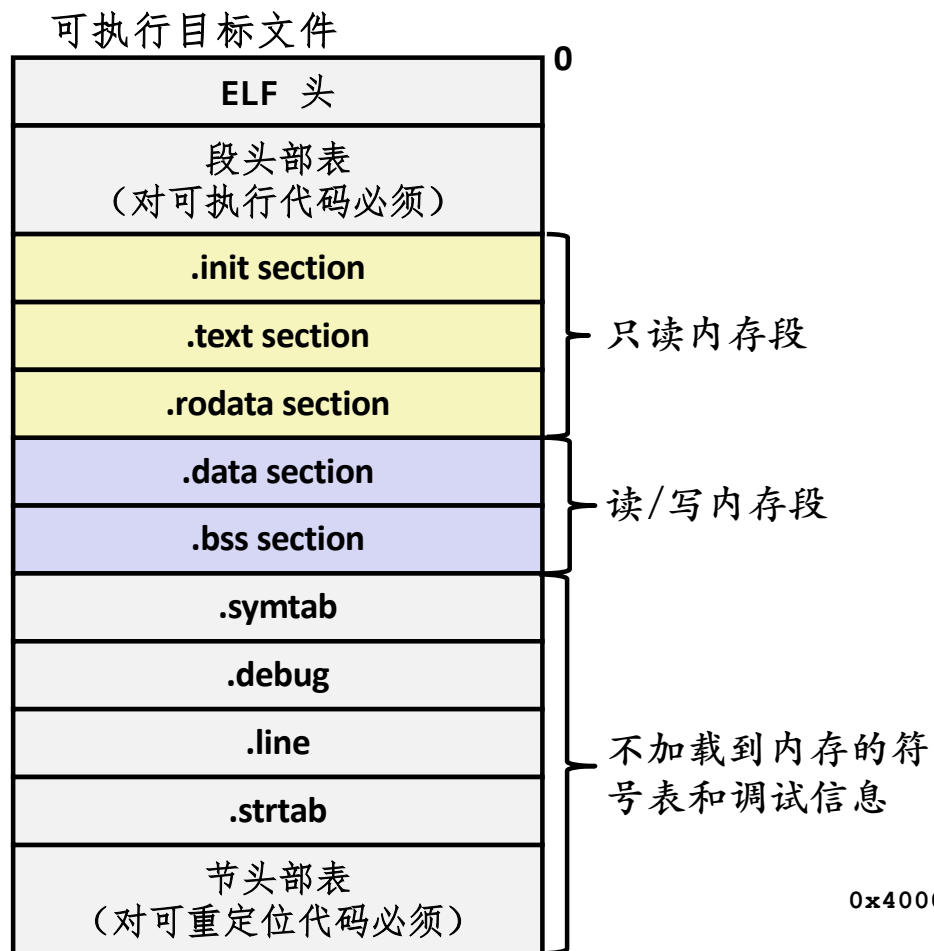 可执行目标文件
0
ELF 头
段头部表
(对可执行代码必须)
.init section
.text section
.rodata section
只读内存段
.data section
.bss section
读/写内存段
.symtab
.debug
.line
.strtab
不加载到内存的符
号表和调试信息
节头部表
(对可重定位代码必须)
0x400